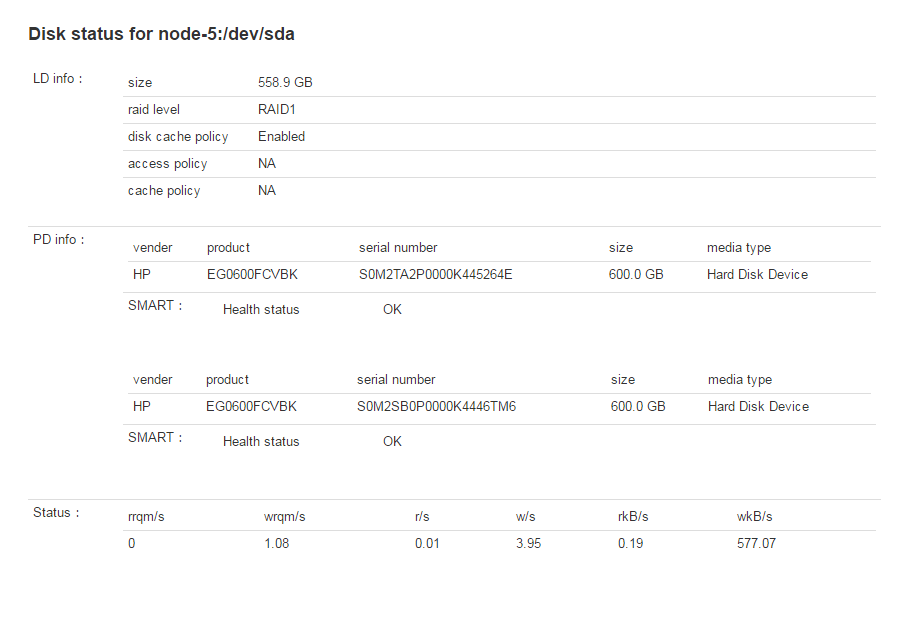 Disk status for node-5:/dev/sda
LD info :
size 558.9 GB
raid level RAID1
disk cache policy Enabled
access policy NA
cache policy NA
PD info :
vender product serial number size media type
HP EG0600FCVBK S0M2TA2P0000K445264E 600.0 GB Hard Disk Device
SMART : Health status OK
vender product serial number size media type
HP EG0600FCVBK S0M2SB0P0000K4446TM6 600.0 GB Hard Disk Device
SMART : Health status OK
Status :
rrqm/s wrqm/s r/s w/s rkB/s wkB/s
0 1.08 0.01 3.95 0.19 577.07